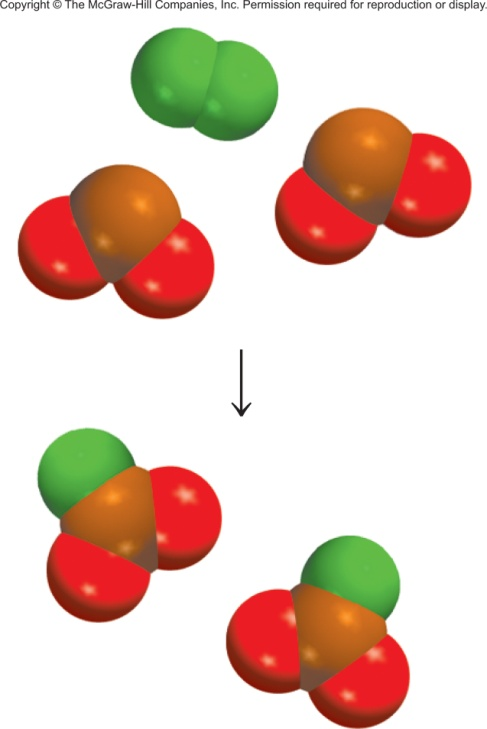 Copyright © The McGraw-Hill Companies, Inc. Permission required for reproduction or display.